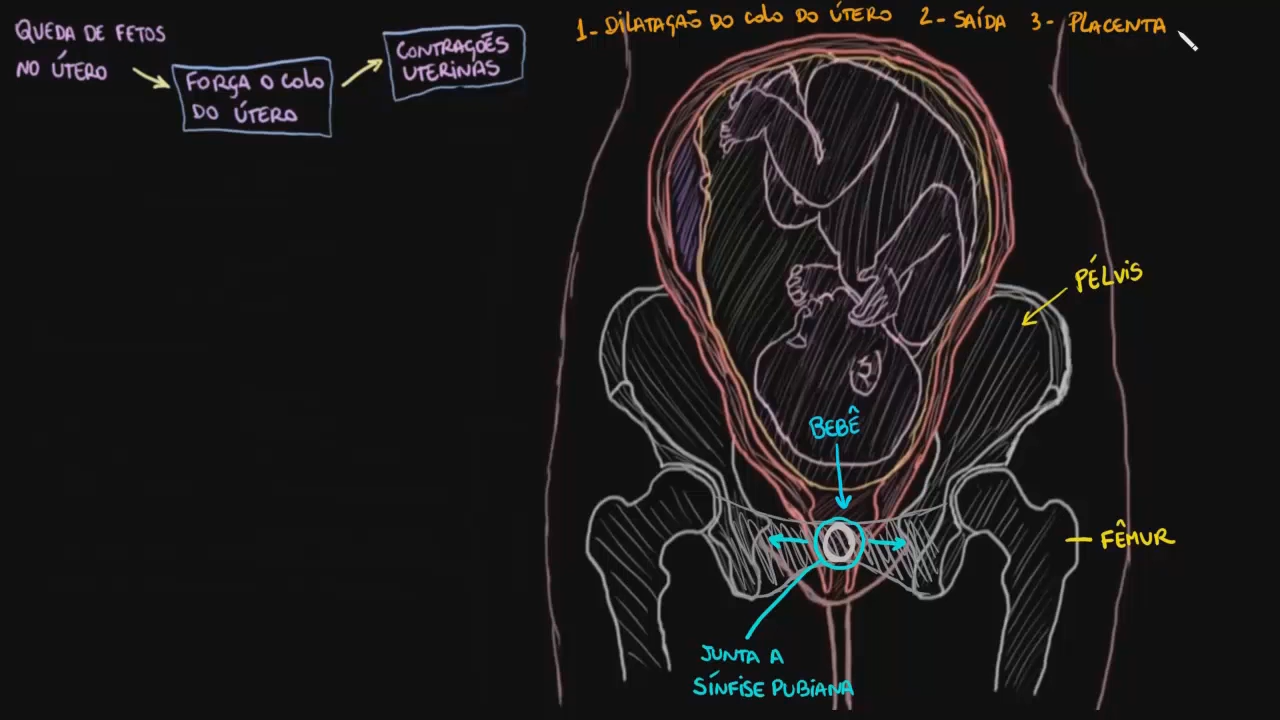 QUEDA DE FETOS
NO ÚTERO
FORÇA O COLO
DO ÚTERO
CONTRAÇÕES
UTERINAS
1- DILATAÇÃO DO COLO DO ÚTERO 2- SAÍDA 3- PLACENTA
PÉLVIS
BEBÊ
FÊMUR
JUNTA A
SÍNFISE PUBIANA